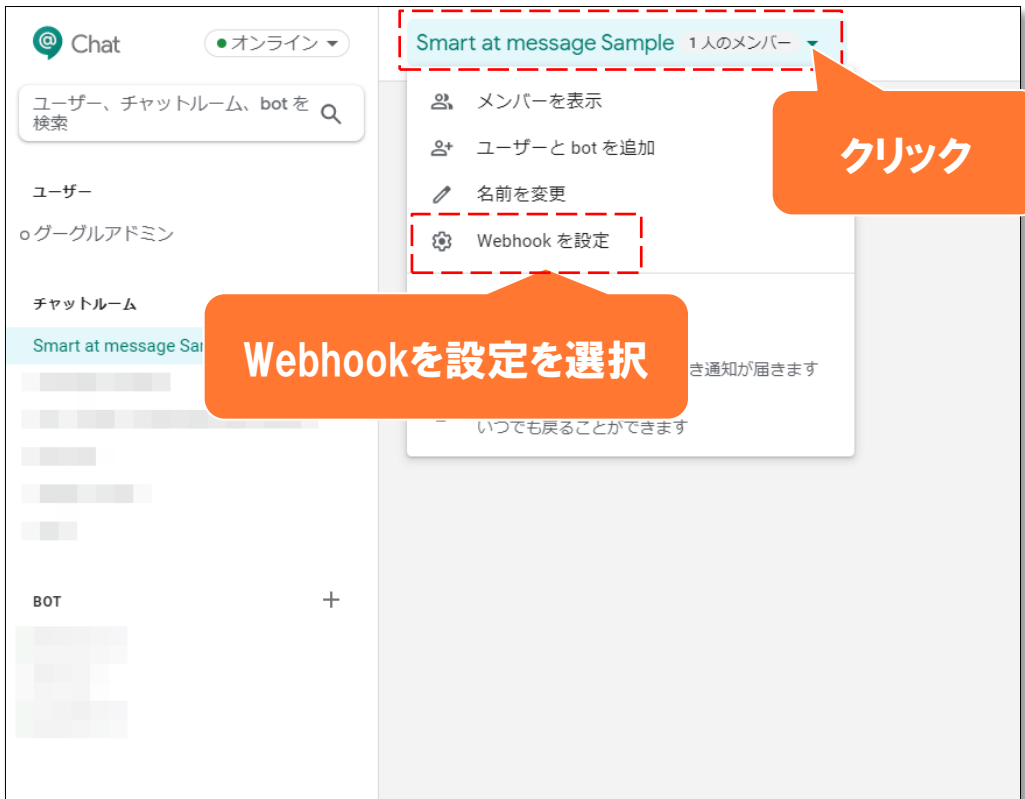 Chat
オンライン
ユーザー、チャットルーム、bot を
検索
ユーザー
グーグルアドミン
チャットルーム
Smart at message Sa
BOT
Smart at message Sample 1 人のメンバー
クリック
メンバーを表示
ユーザーと bot を追加
名前を変更
Webhook を設定
Webhookを設定を選択
き通知が届きます
いつでも戻ることができます